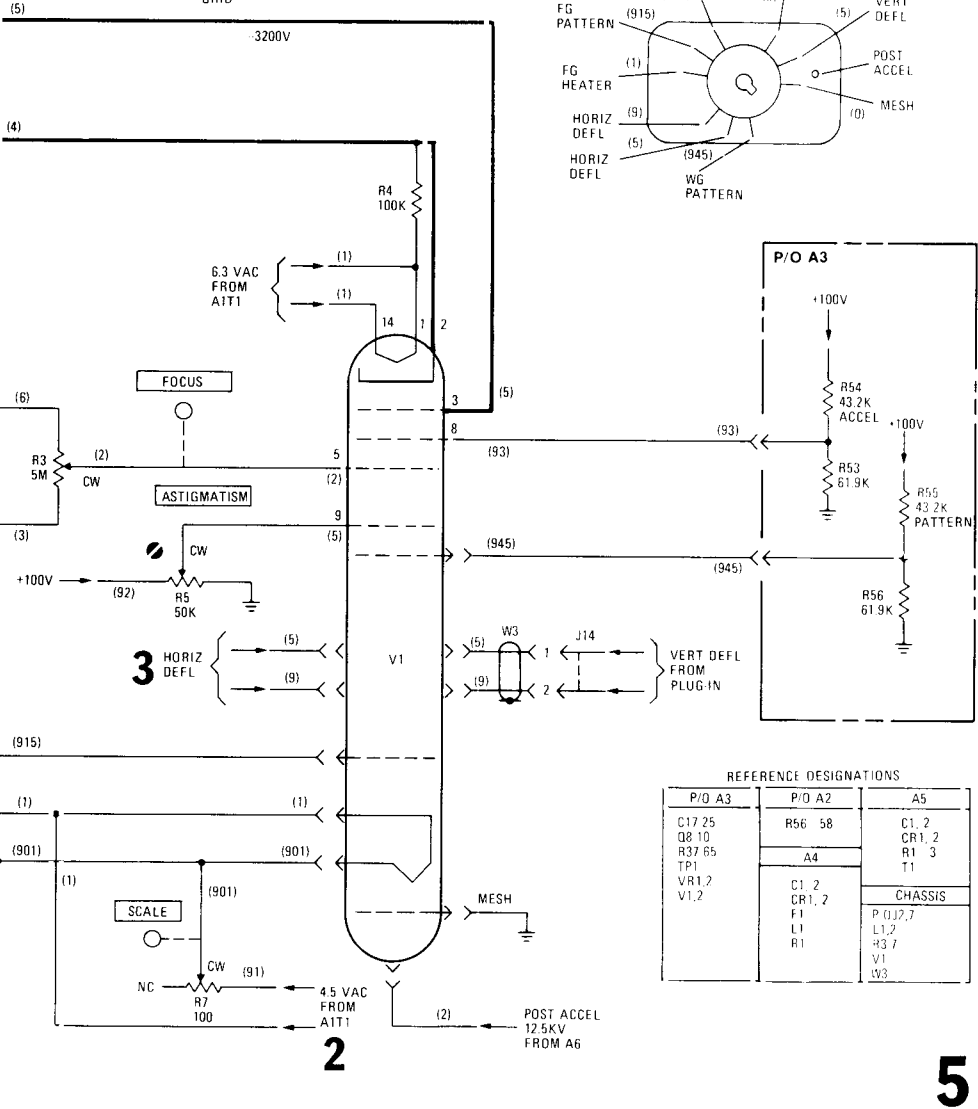 (5)
-3200V
FG
PATTERN
(915)
(5)
DEFL
POST
ACCEL
FG
HEATER
(1)
MESH
(0)
HORIZ
DEFL
(9)
HORIZ
DEFL
(5)
(945)
WG
PATTERN
(4)
R4
100K
6.3 VAC
FROM
A1T1
(1)
(1)
14
1
2
P/O A3
+100V
R54
43.2K
ACCEL
+100V
R53
61.9K
R55
43.2K
PATTERN
R56
61.9K
FOCUS
(6)
3
(5)
8
(93)
(93)
R3
5M
(2)
CW
5
(2)
(3)
ASTIGMATISM
9
(5)
CW
(945)
(945)
+100V
(92)
R5
50K
3
HORIZ
DEFL
(5)
(9)
V1
(5)
(9)
W3
1
2
J14
VERT DEFL
FROM
PLUG-IN
(915)
(1)
(1)
(901)
(901)
(1)
(901)
SCALE
CW
NC
(91)
R7
100
4.5 VAC
FROM
A1T1
2
MESH
(2)
POST ACCEL
12.5KV
FROM A6
REFERENCE DESIGNATIONS
P/O A3 P/O A2 A5
C17 25
Q8 10
R37 65
TP1
VR1,2
V1,2
R56 58
A4
C1, 2
CR1, 2
F1
L1
R1
C1, 2
CR1, 2
R1 3
T1
CHASSIS
L1,2
R3 7
V1
W3
5